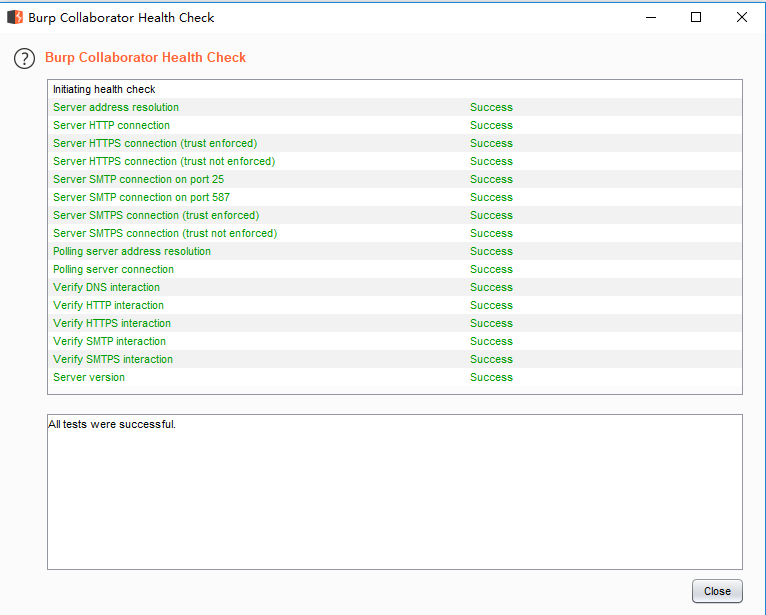 Burp Collaborator Health Check
?
Burp Collaborator Health Check
Initiating health check
Server address resolution Success
Server HTTP connection Success
Server HTTPS connection (trust enforced) Success
Server HTTPS connection (trust not enforced) Success
Server SMTP connection on port 25 Success
Server SMTP connection on port 587 Success
Server SMTPS connection (trust enforced) Success
Server SMTPS connection (trust not enforced) Success
Polling server address resolution Success
Polling server connection Success
Verify DNS interaction Success
Verify HTTP interaction Success
Verify HTTPS interaction Success
Verify SMTP interaction Success
Verify SMTPS interaction Success
Server version Success
All tests were successful.
Close